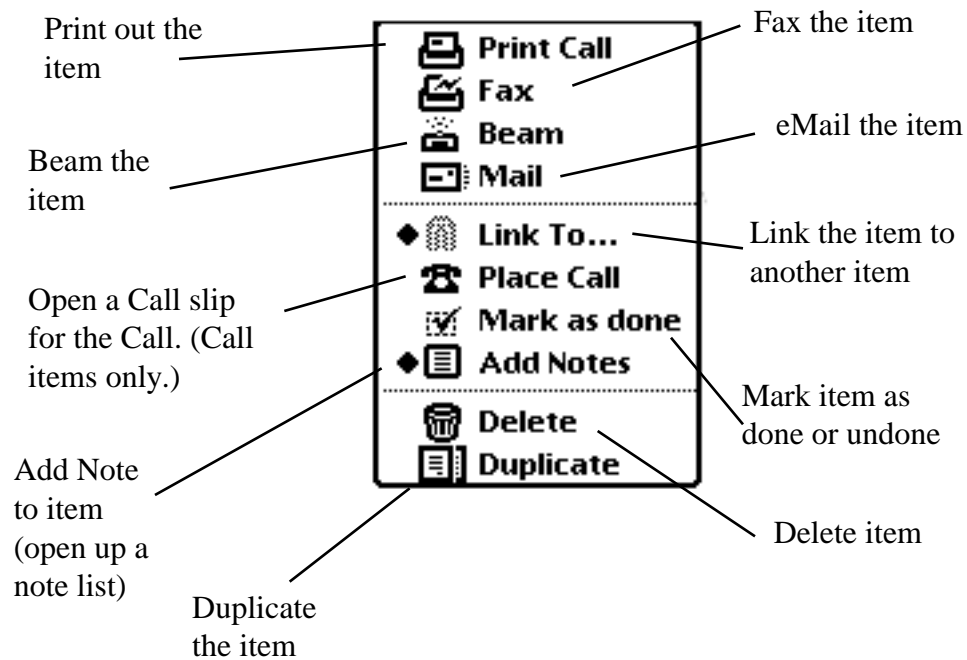 Print out the
item
Fax the item
Print Call
Fax
Beam
Mail
eMail the item
Beam the
item
Link To...
Place Call
Mark as done
Add Notes
Link the item to
another item
Open a Call slip
for the Call. (Call
items only.)
Mark item as
done or undone
Delete
Duplicate
Add Note
to item
(open up a
note list)
Delete item
Duplicate
the item